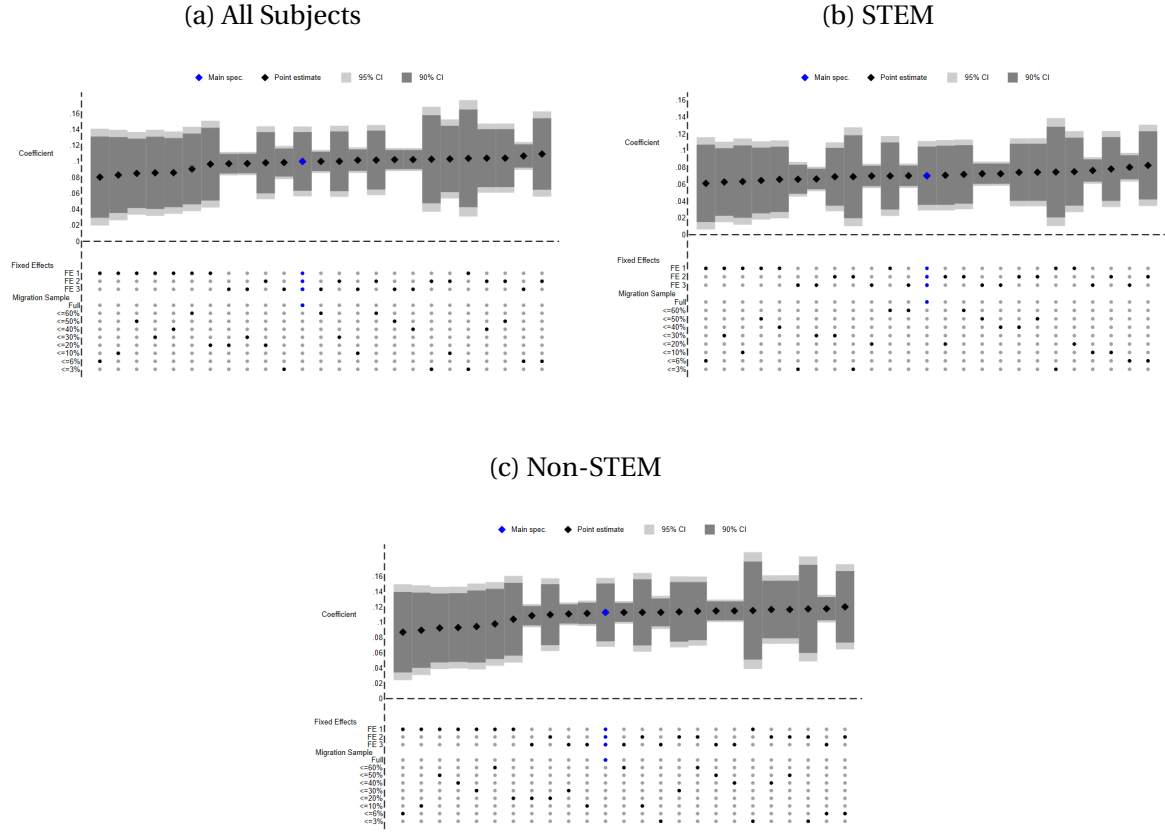 (a) All Subjects
Main spec. Point estimate 95% CI 90% CI
.16
.14
.12
Coefficient
.1
.08
.06
.04
.02
0
Fixed Effects
FE 1
FE 2
FE 3
Migration Sample
Full
<=60%
<=50%
<=40%
<=30%
<=20%
<=10%
<=6%
<=3%
(b) STEM
Main spec. Point estimate 95% CI 90% CI
.16
.14
.12
Coefficient
.1
.08
.06
.04
.02
0
Fixed Effects
FE 1
FE 2
FE 3
Migration Sample
Full
<=60%
<=50%
<=40%
<=30%
<=20%
<=10%
<=6%
<=3%
(c) Non-STEM
Main spec. Point estimate 95% CI 90% CI
.16
.14
.12
Coefficient
.1
.08
.06
.04
.02
0
Fixed Effects
FE 1
FE 2
FE 3
Migration Sample
Full
<=60%
<=50%
<=40%
<=30%
<=20%
<=10%
<=6%
<=3%